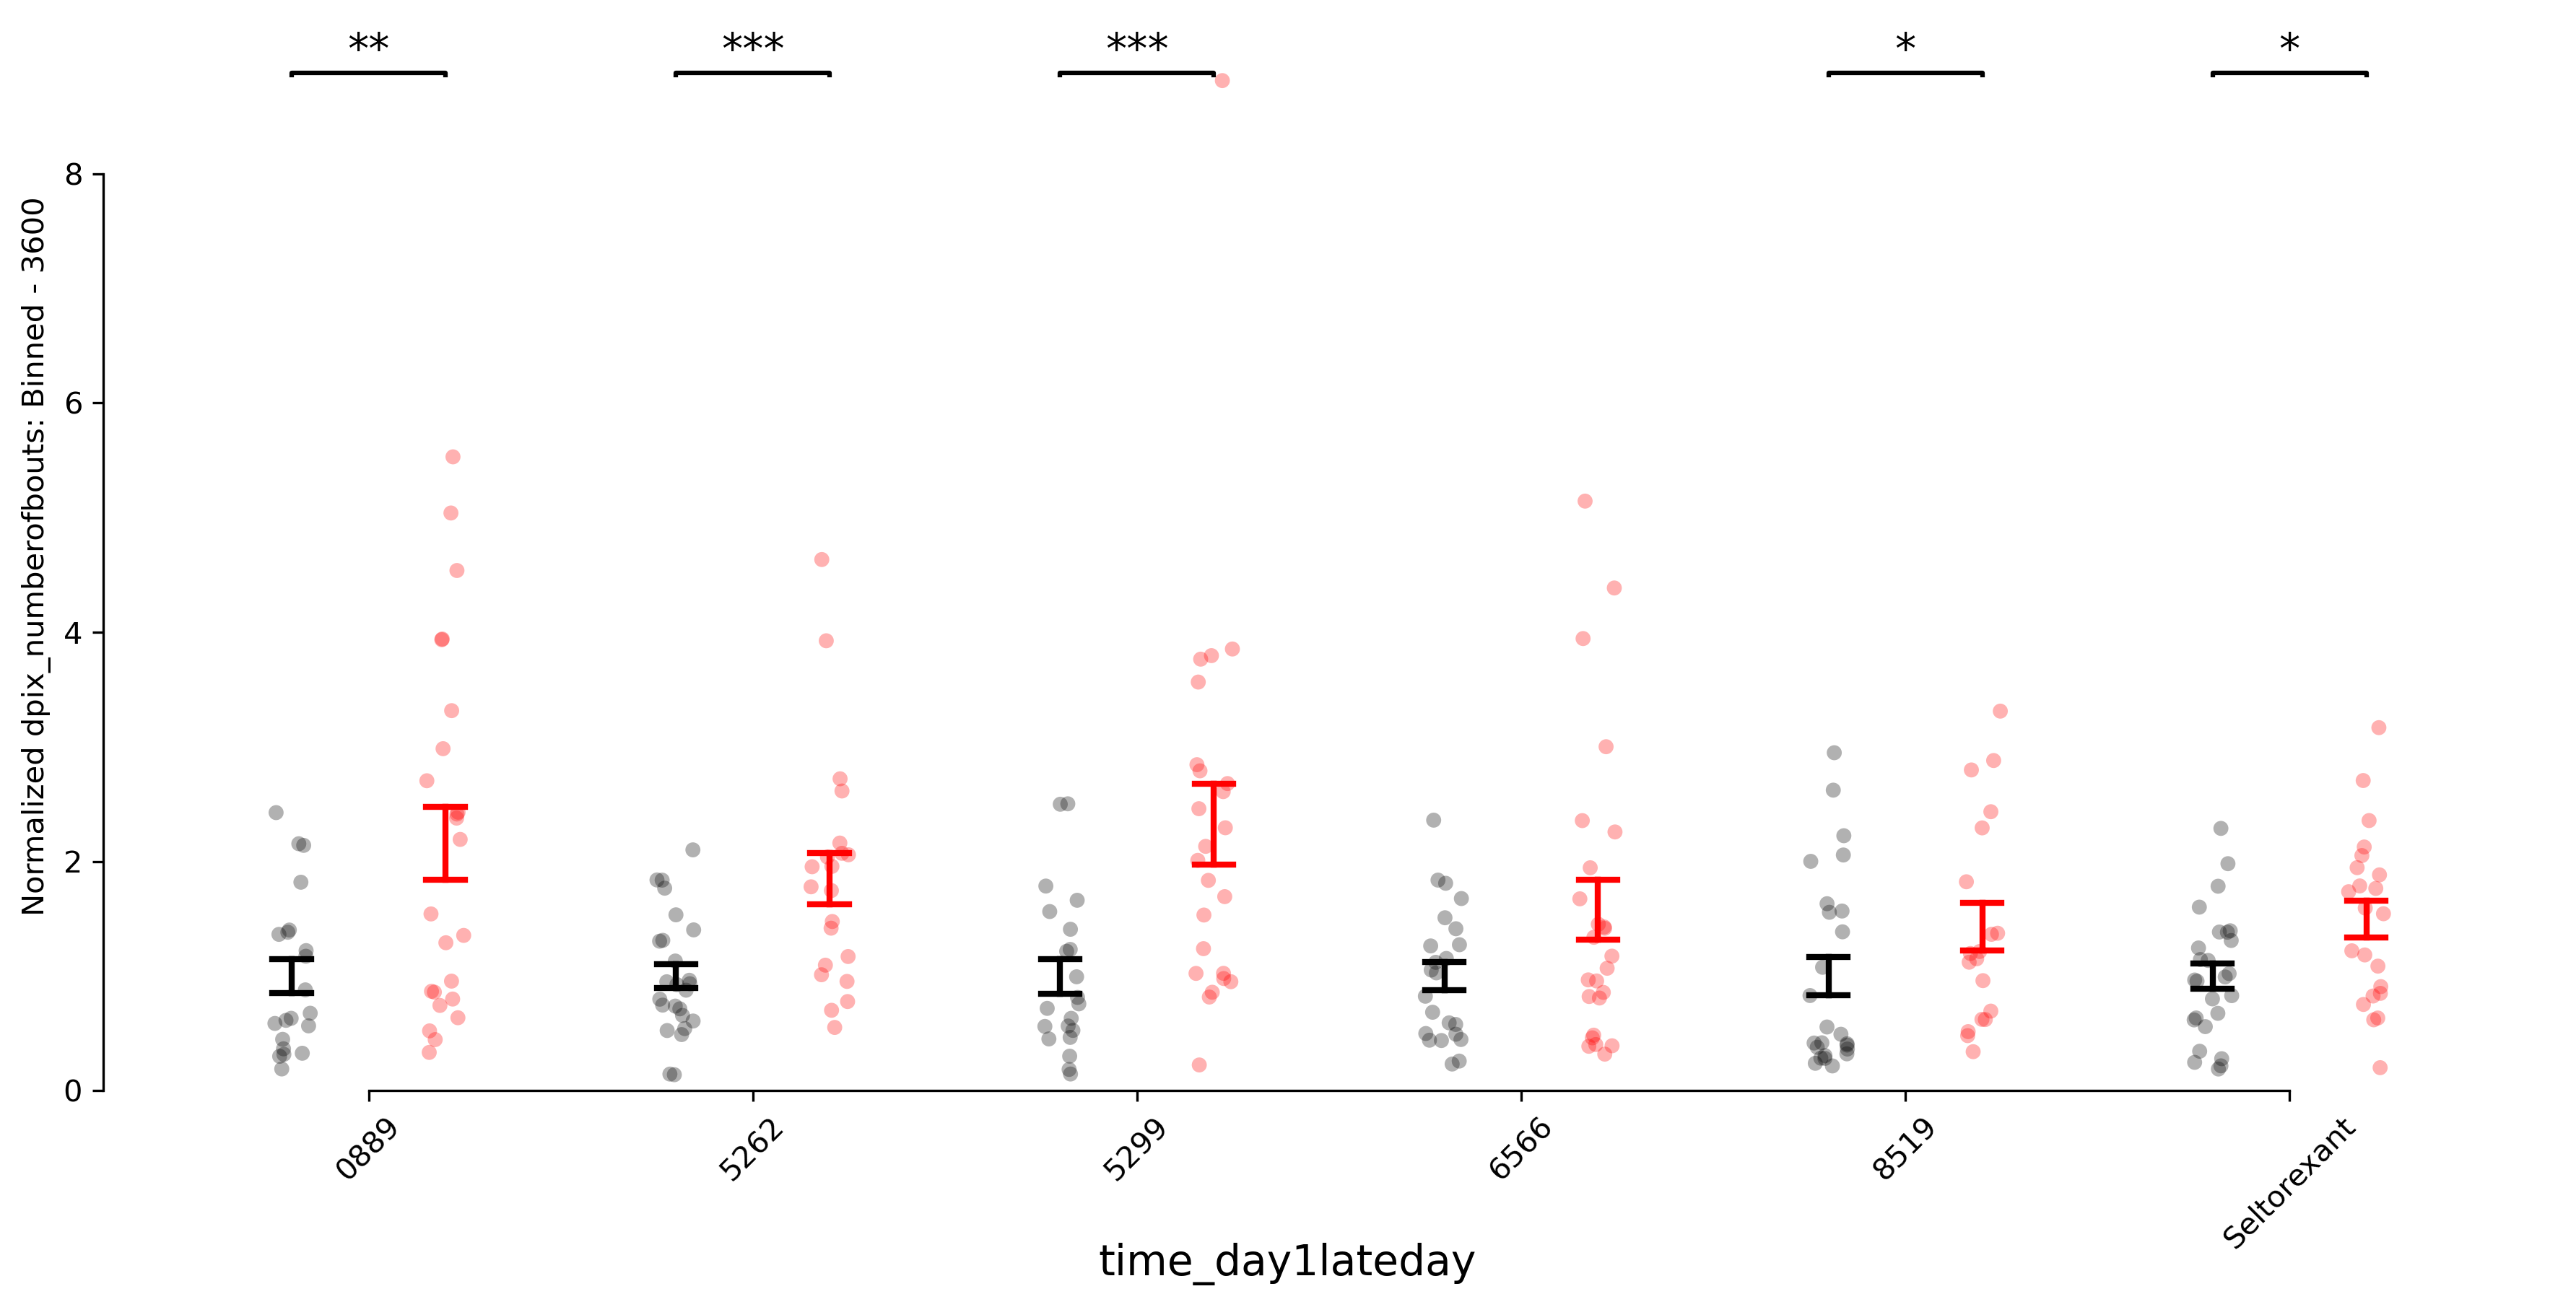 ** *** *** * *
Normalized dpix_numberofbouts: Binned - 3600
8
6
4
2
0
0889 5262 5299 6566 8519 Seltorexant
time_day1lateday